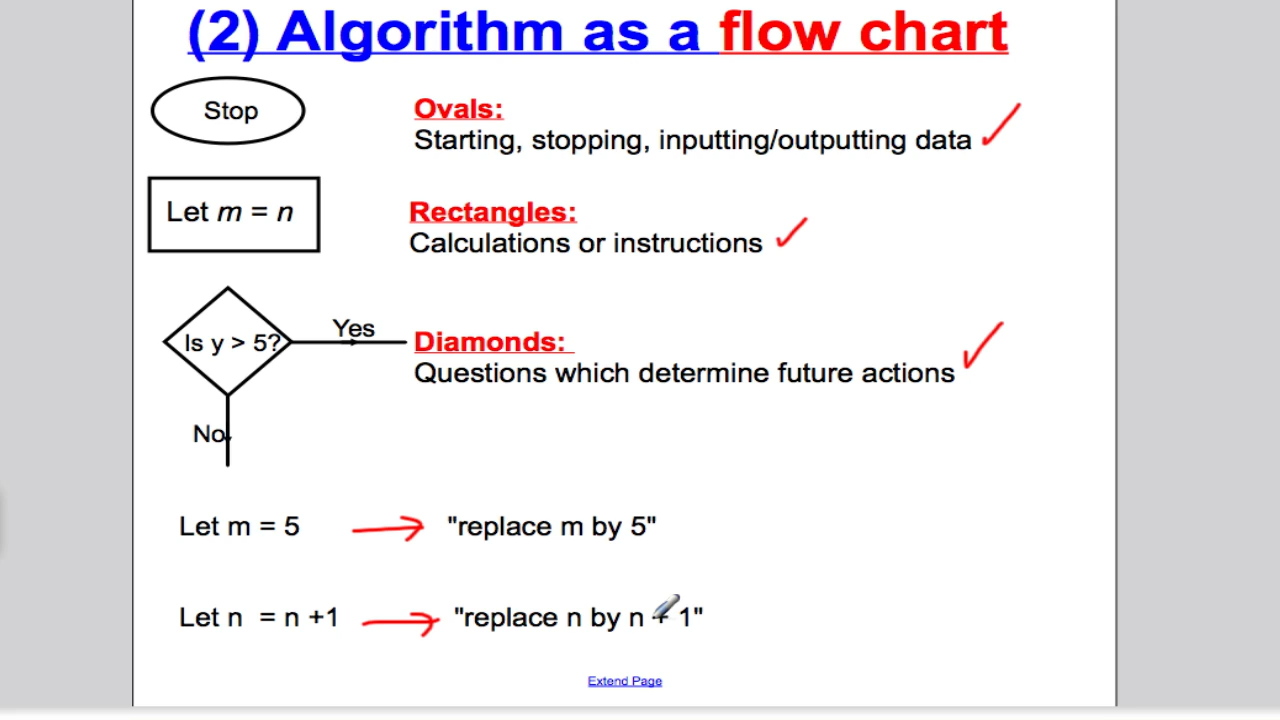 (2) Algorithm as a flow chart
Stop
Ovals:
Starting, stopping, inputting/outputting data
Let m = n
Rectangles:
Calculations or instructions
Is y > 5?
Yes
Diamonds:
Questions which determine future actions
No
Let m = 5
"replace m by 5"
Let n = n +1
"replace n by n + 1"
Extend Page